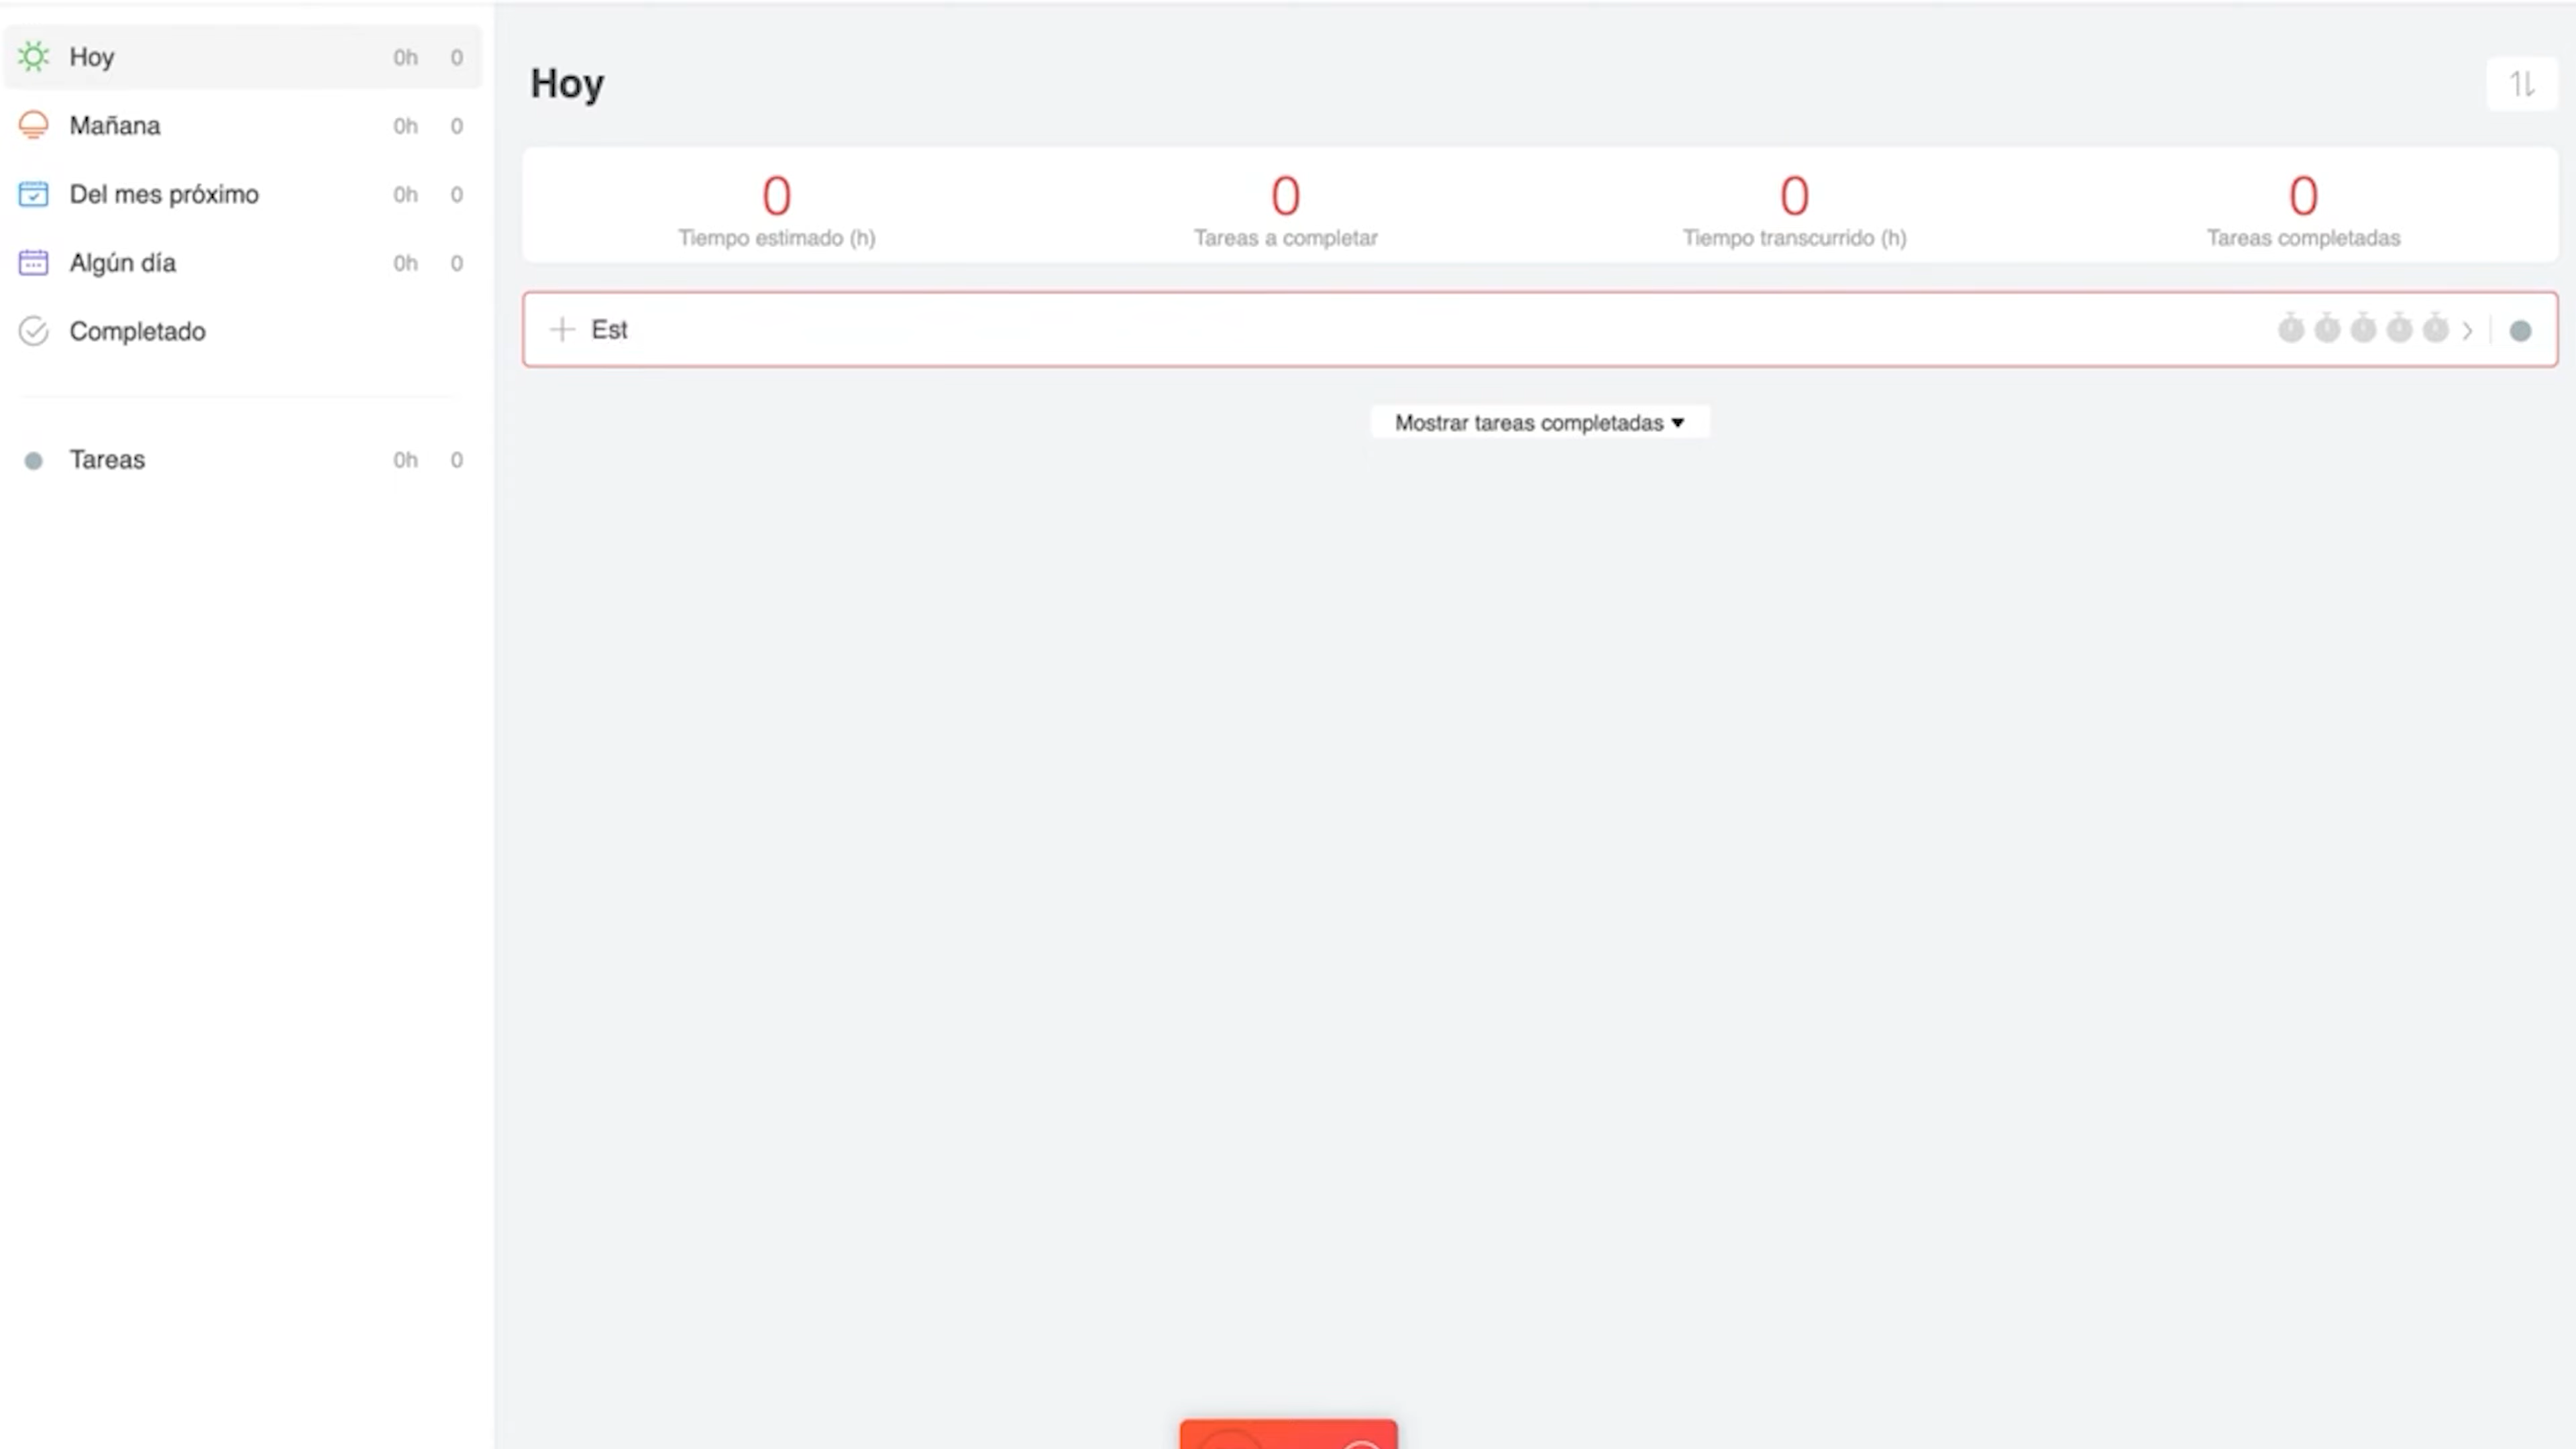 Hoy 0h 0
Mañana 0h 0
Del mes próximo 0h 0
Algún día 0h 0
Completado
Tareas 0h 0
Hoy
0 0 0 0
Tiempo estimado (h) Tareas a completar Tiempo transcurrido (h) Tareas completadas
Est
Mostrar tareas completadas